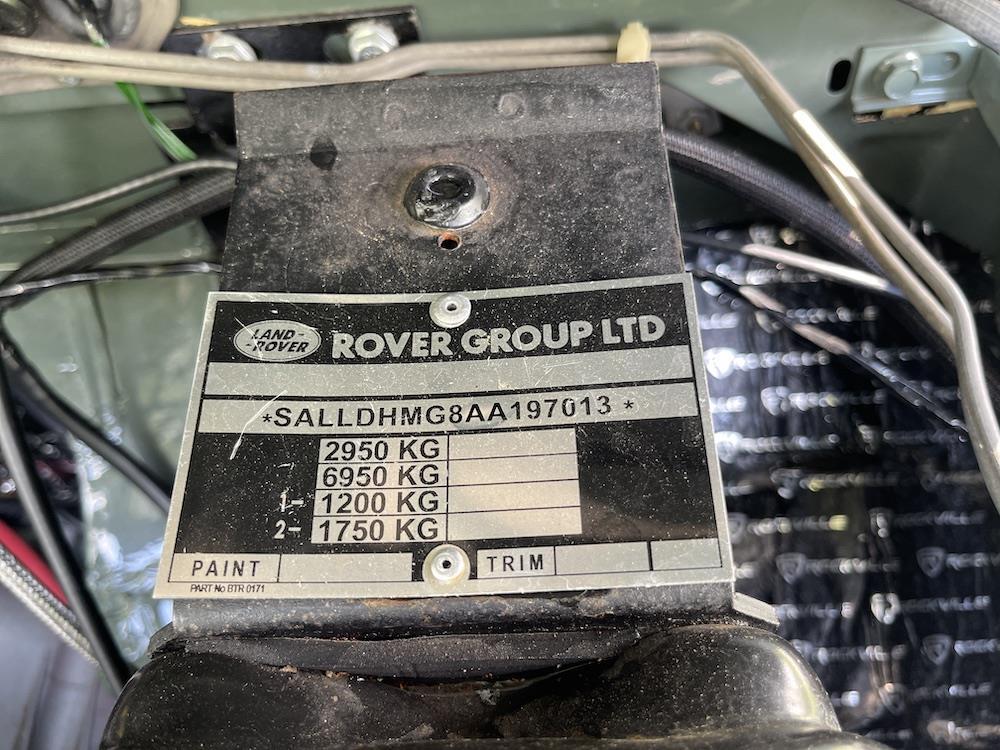 LAND-
-ROVER
ROVER GROUP LTD
*SALLDHMG8AA197013 *
2950 KG
6950 KG
1- 1200 KG
2- 1750 KG
PAINT
TRIM
PART No BTR 0171
ROCKVILLE